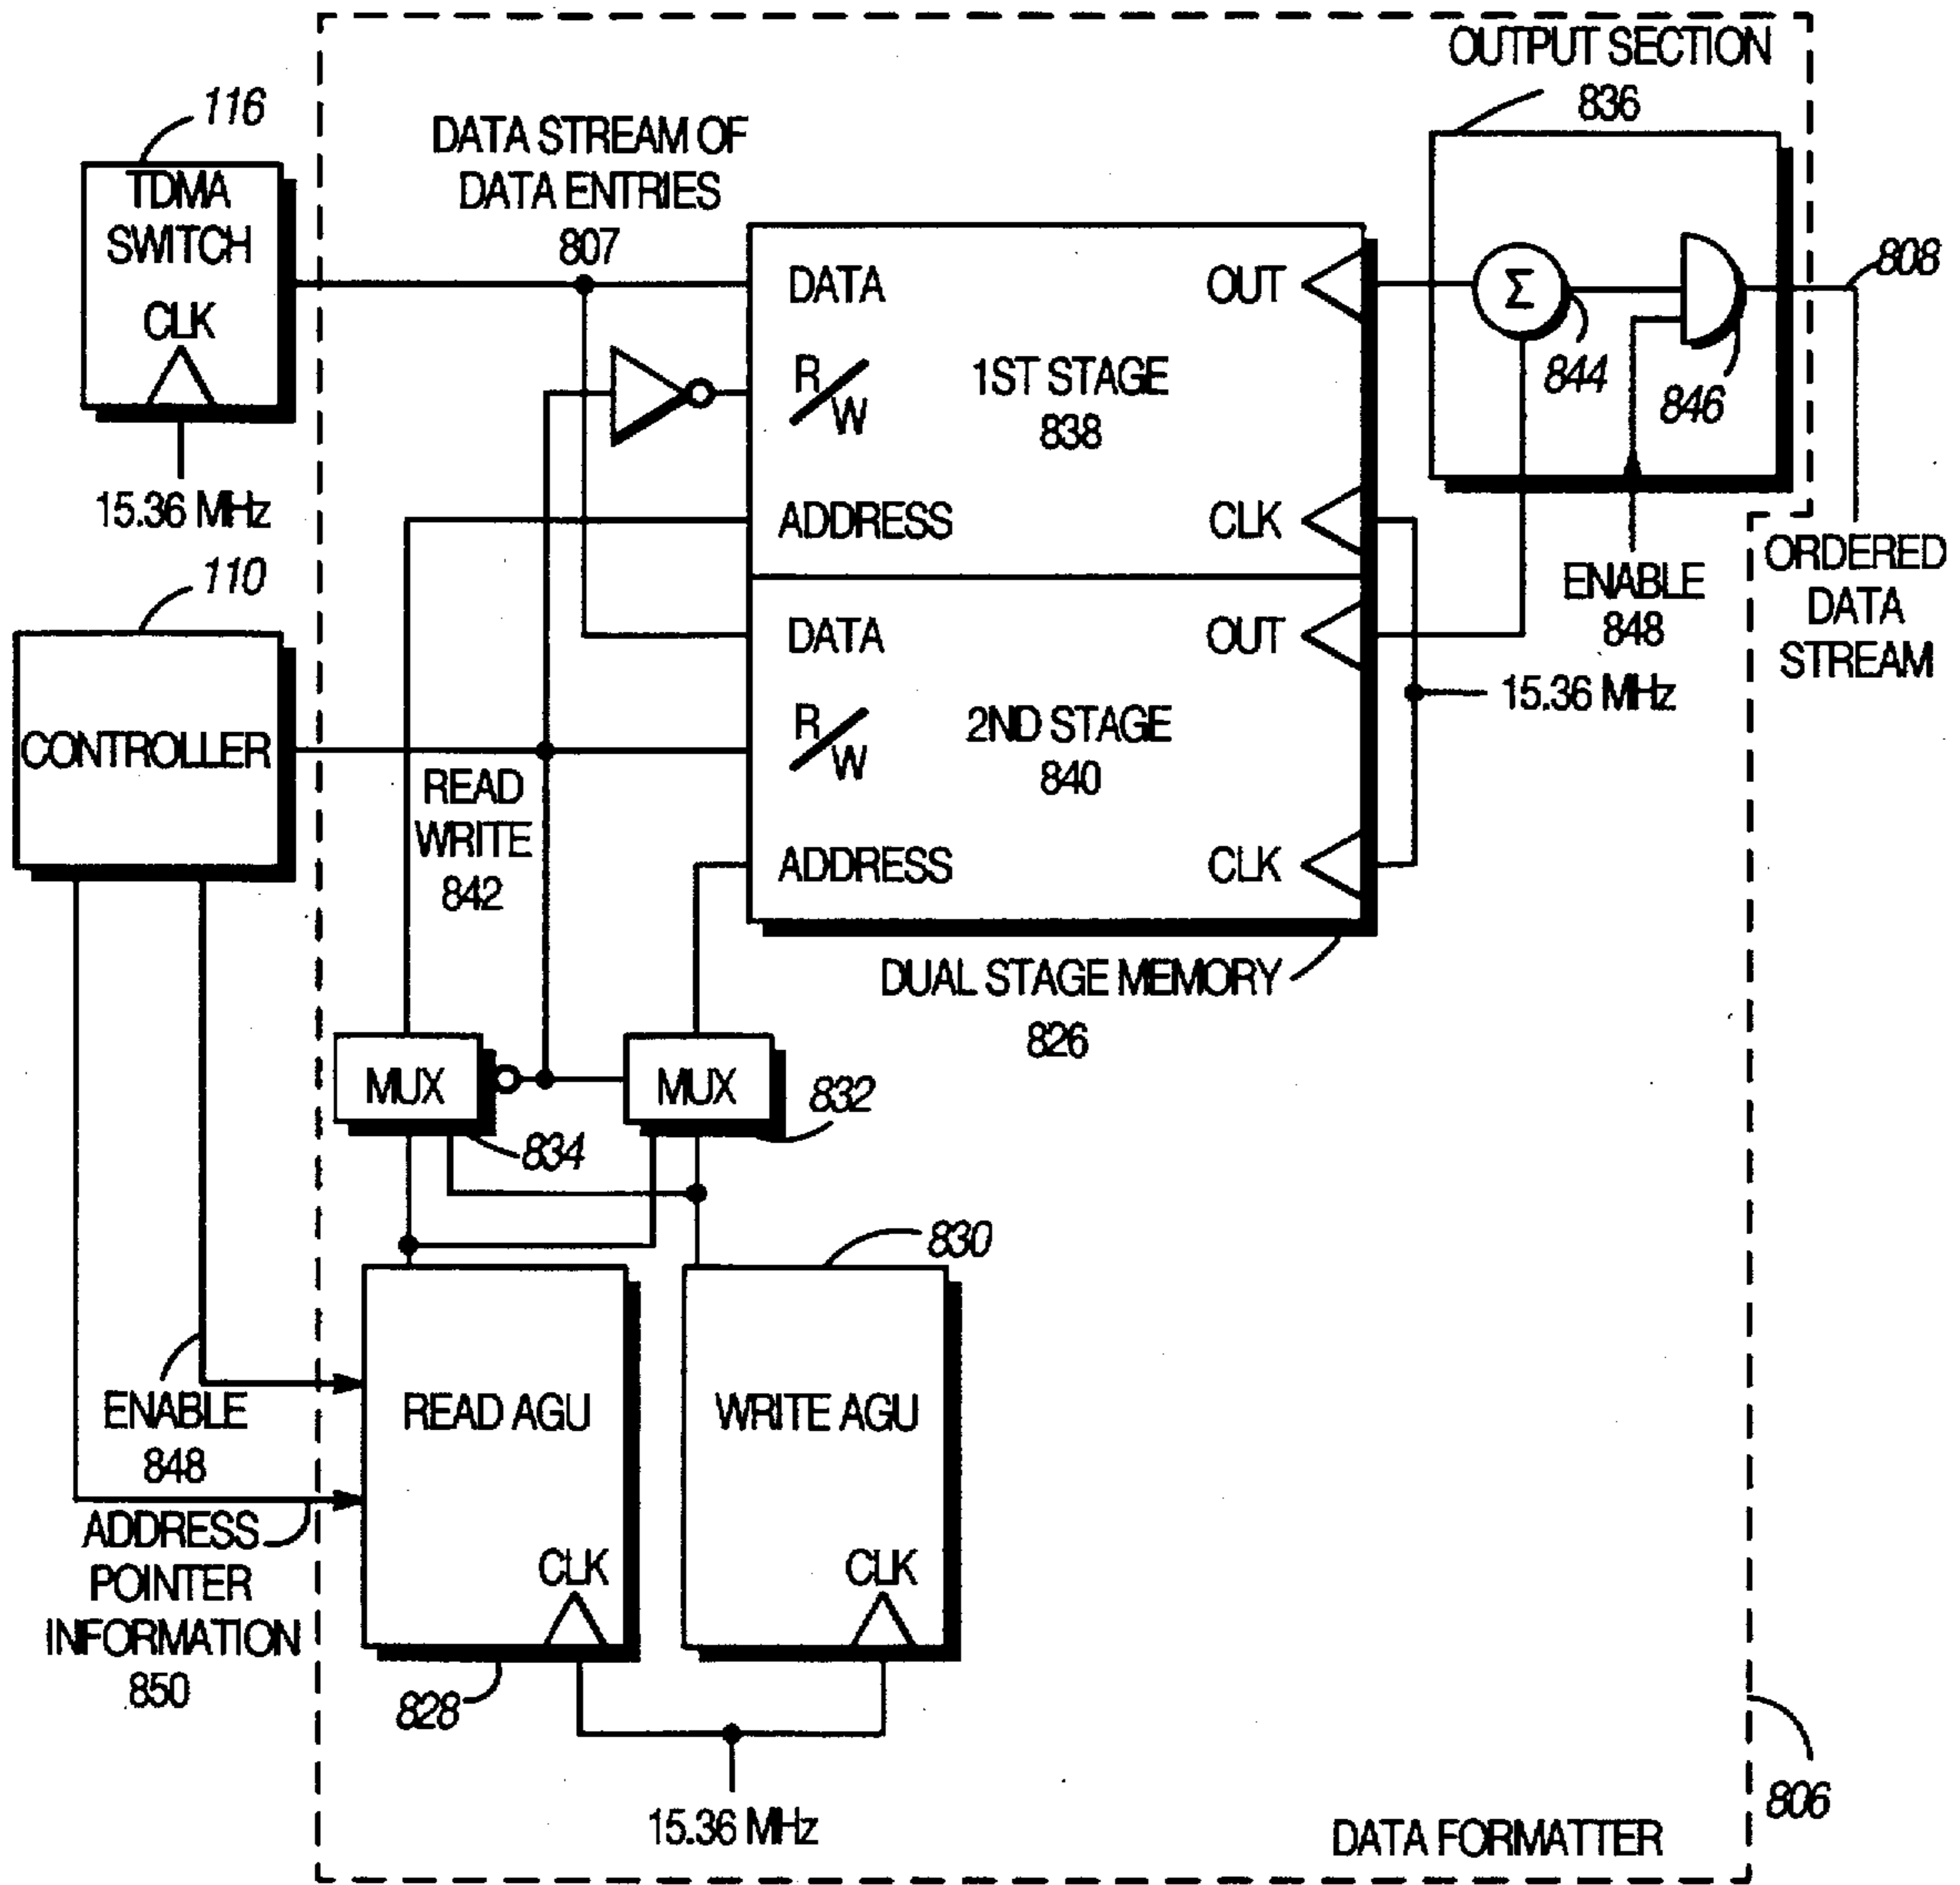 OUTPUT SECTION
836
116
DATA STREAM OF
DATA ENTRIES
807
TDMA
SWITCH
CLK
15.36 MHz
DATA
OUT
Σ
844
846
808
R/W
1ST STAGE
838
ADDRESS
CLK
ENABLE
848
ORDERED
DATA
STREAM
110
CONTROLLER
DATA
OUT
15.36 MHz
R/W
2ND STAGE
840
READ
WRITE
842
ADDRESS
CLK
DUAL STAGE MEMORY
826
MUX
MUX
832
834
830
ENABLE
848
READ AGU
WRITE AGU
ADDRESS
POINTER
INFORMATION
850
CLK
CLK
828
15.36 MHz
806
DATA FORMATTER